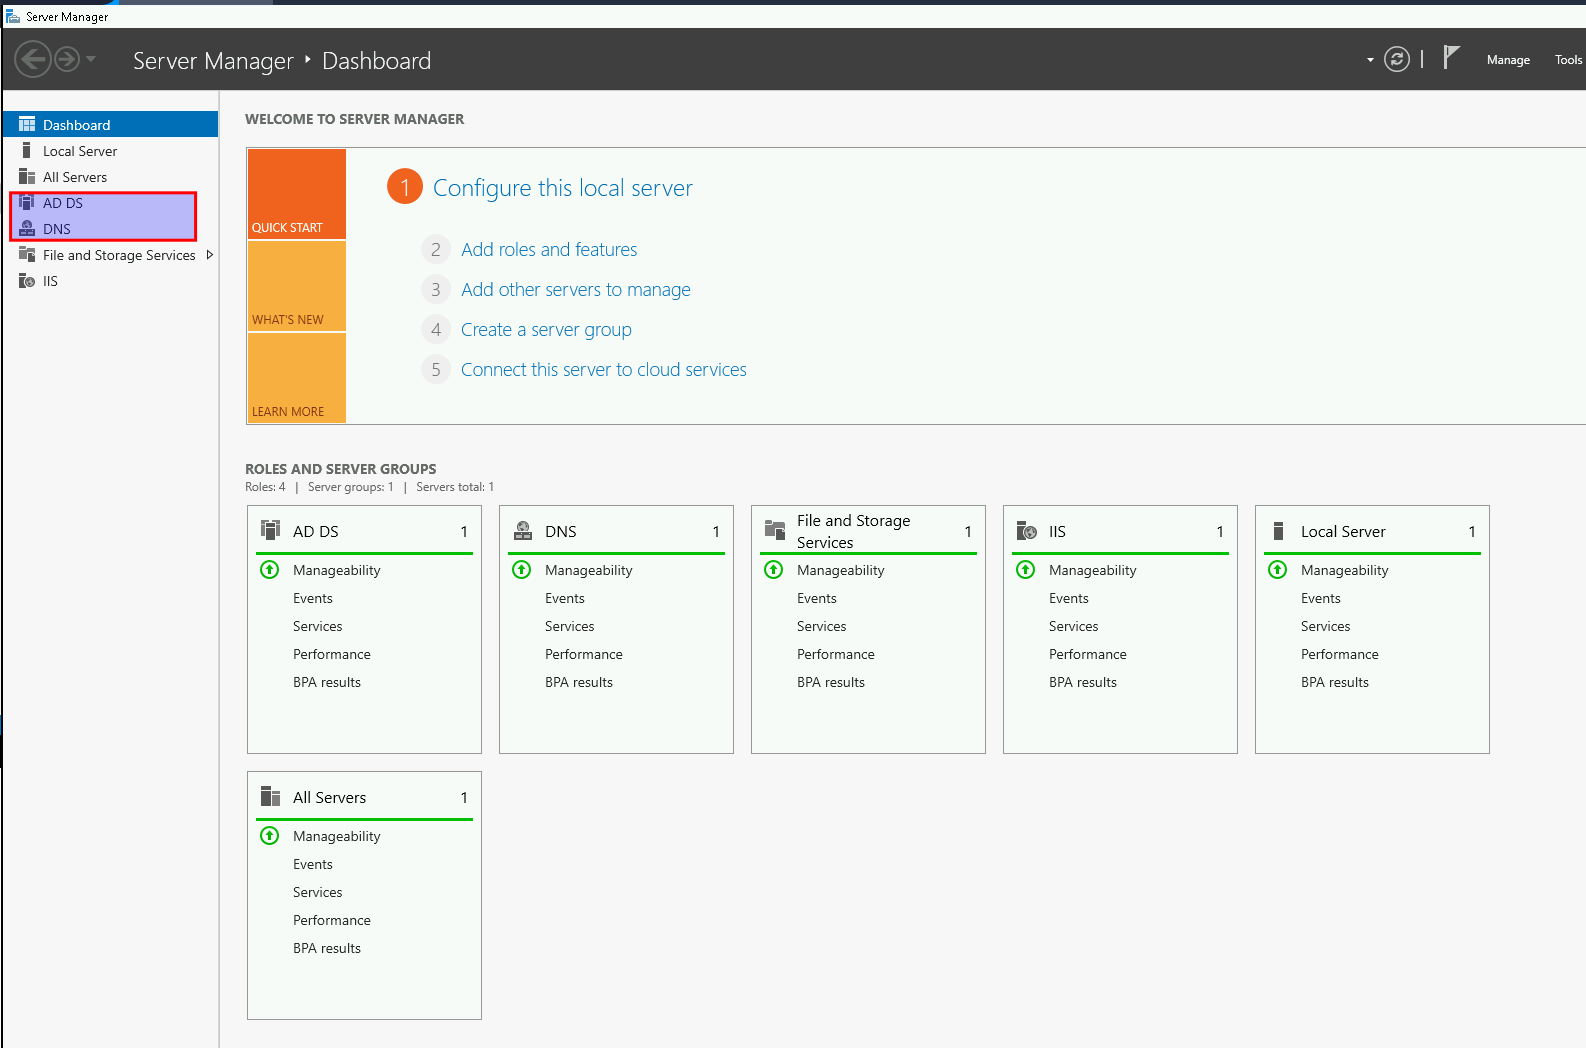 Server Manager
Server Manager ‣ Dashboard
Manage
Tools
Dashboard
Local Server
All Servers
AD DS
DNS
File and Storage Services
IIS
WELCOME TO SERVER MANAGER
QUICK START
WHAT'S NEW
LEARN MORE
1 Configure this local server
2 Add roles and features
3 Add other servers to manage
4 Create a server group
5 Connect this server to cloud services
ROLES AND SERVER GROUPS
Roles: 4 | Server groups: 1 | Servers total: 1
AD DS 1
Manageability
Events
Services
Performance
BPA results
DNS 1
Manageability
Events
Services
Performance
BPA results
File and Storage
Services 1
Manageability
Events
Services
Performance
BPA results
IIS 1
Manageability
Events
Services
Performance
BPA results
Local Server 1
Manageability
Events
Services
Performance
BPA results
All Servers 1
Manageability
Events
Services
Performance
BPA results